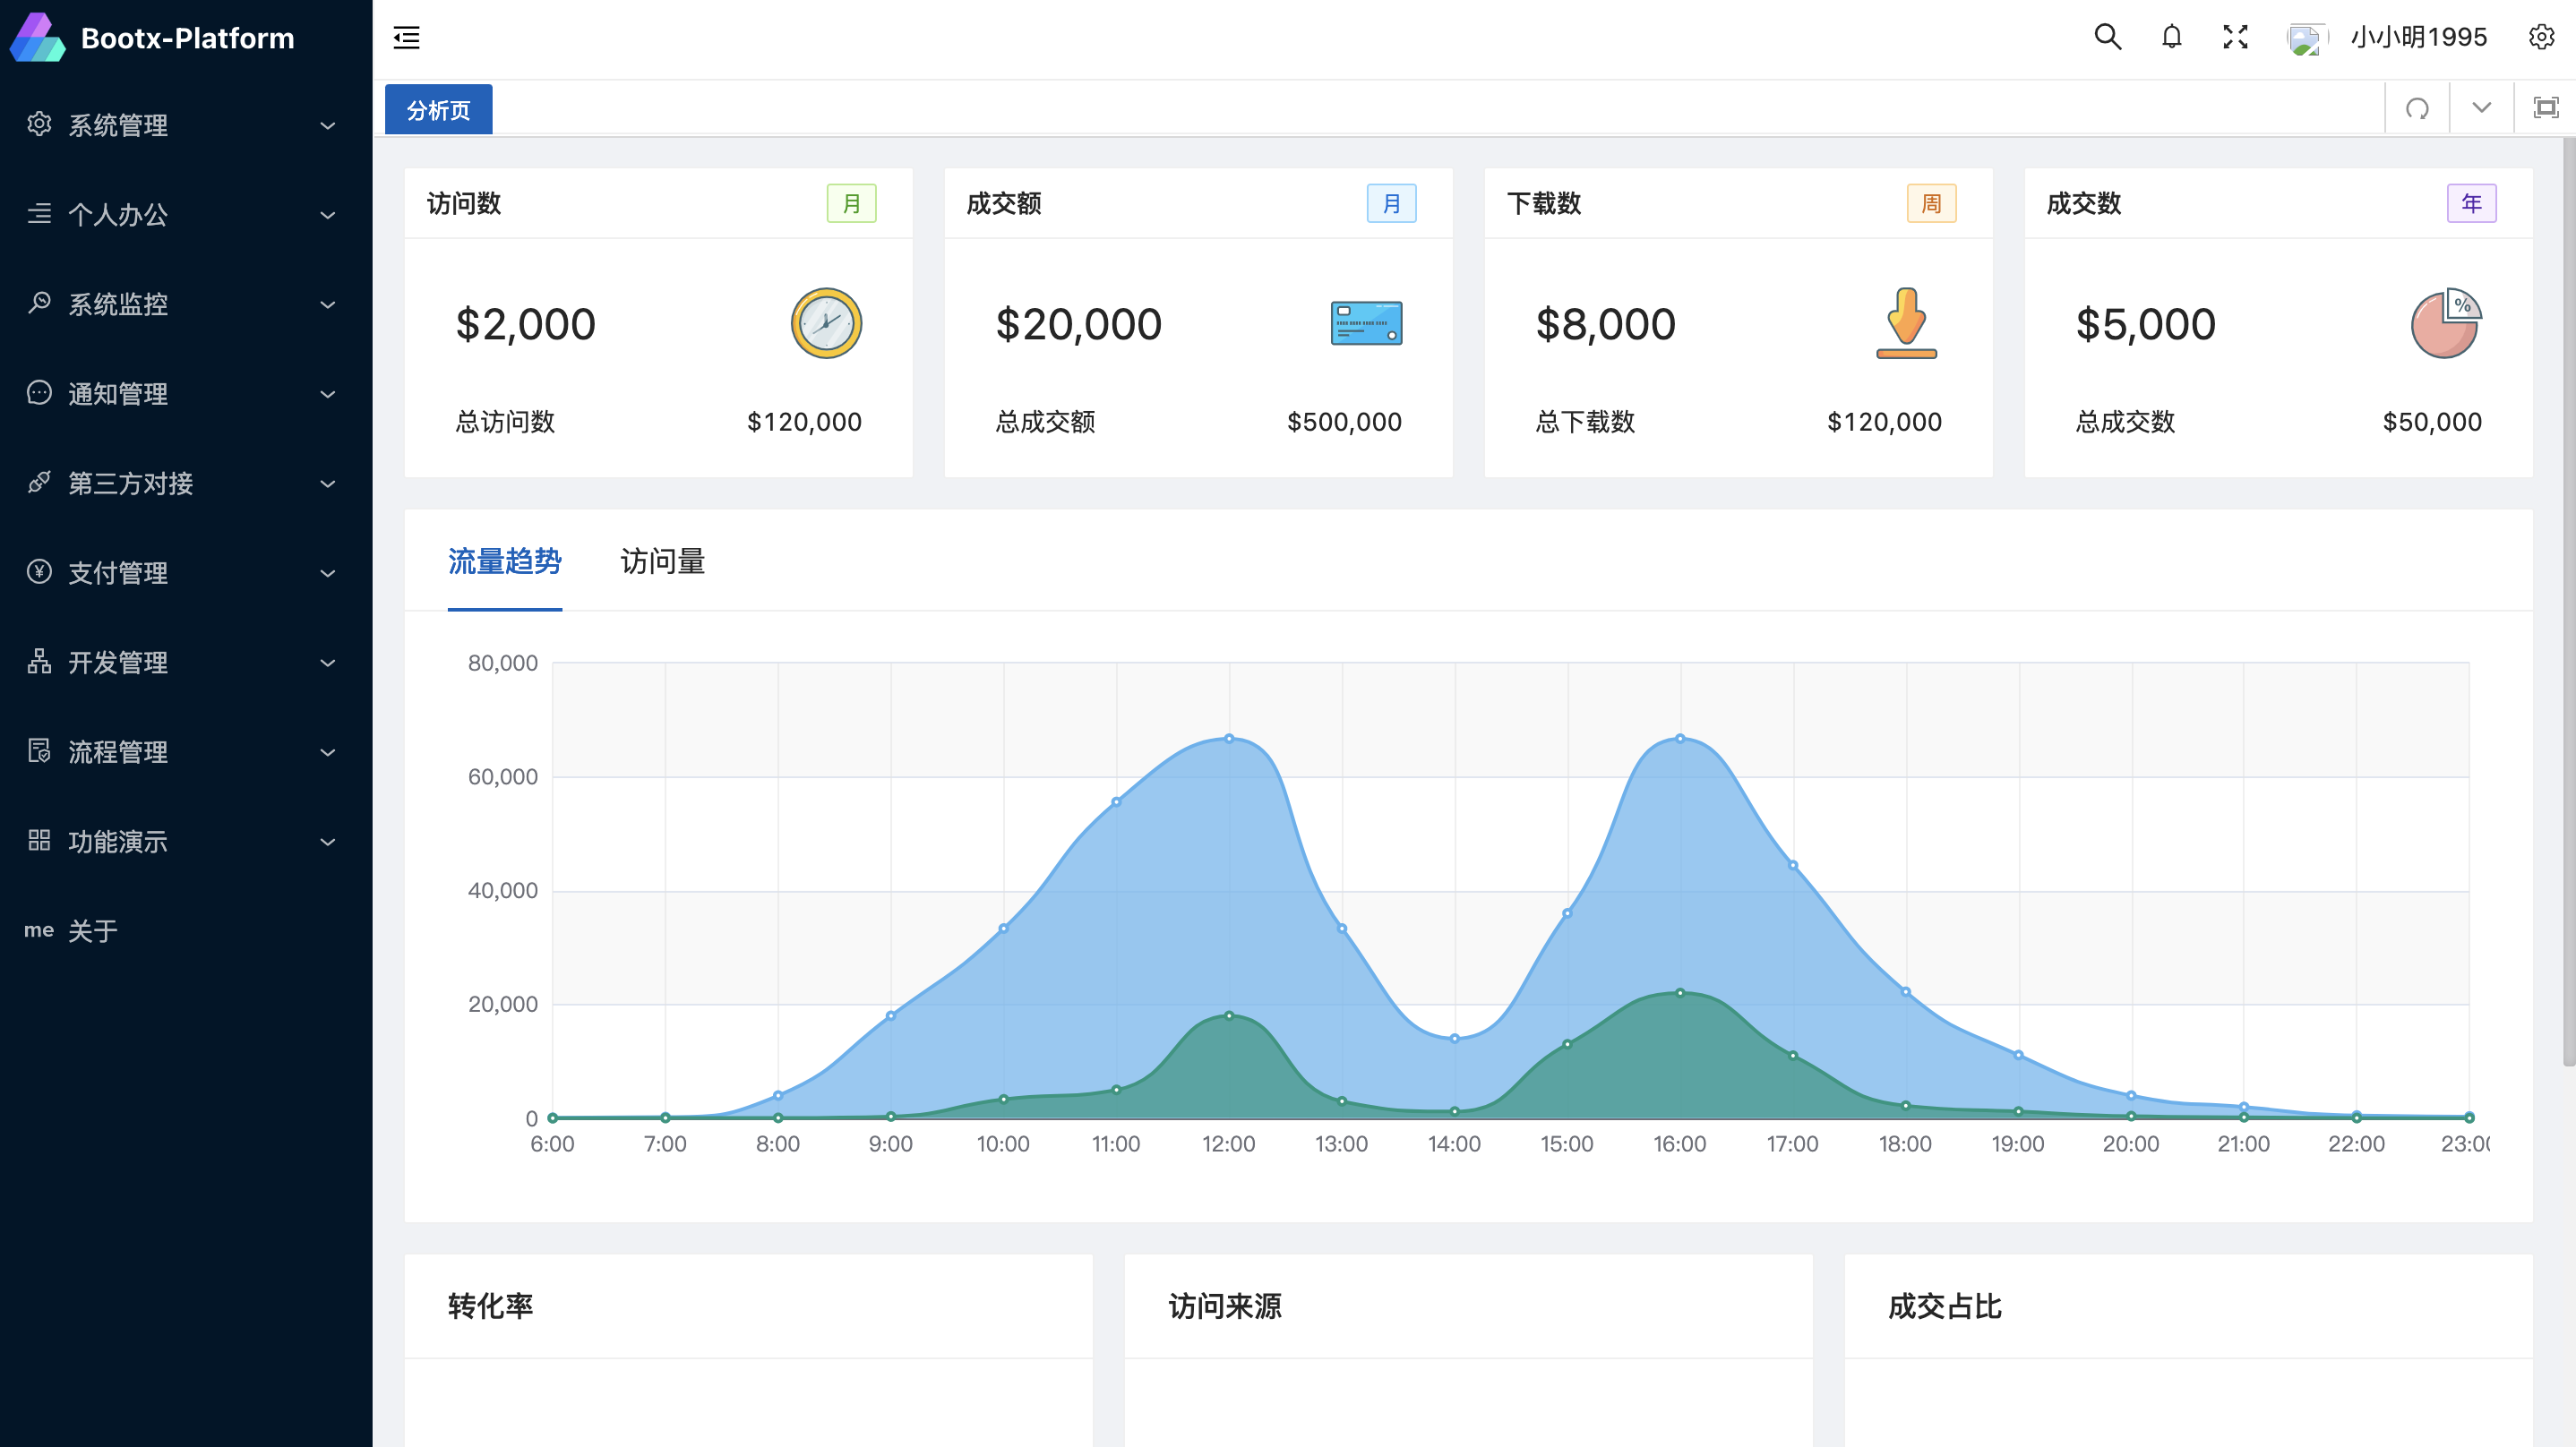 Bootx-Platform
小小明1995
系统管理
个人办公
系统监控
通知管理
第三方对接
支付管理
开发管理
流程管理
功能演示
me 关于
分析页
访问数 月
$2,000
总访问数 $120,000
成交额 月
$20,000
总成交额 $500,000
下载数 周
$8,000
总下载数 $120,000
成交数 年
$5,000
%
总成交数 $50,000
流量趋势 访问量
80,000
60,000
40,000
20,000
0
6:00 7:00 8:00 9:00 10:00 11:00 12:00 13:00 14:00 15:00 16:00 17:00 18:00 19:00 20:00 21:00 22:00 23:0
转化率
访问来源
成交占比